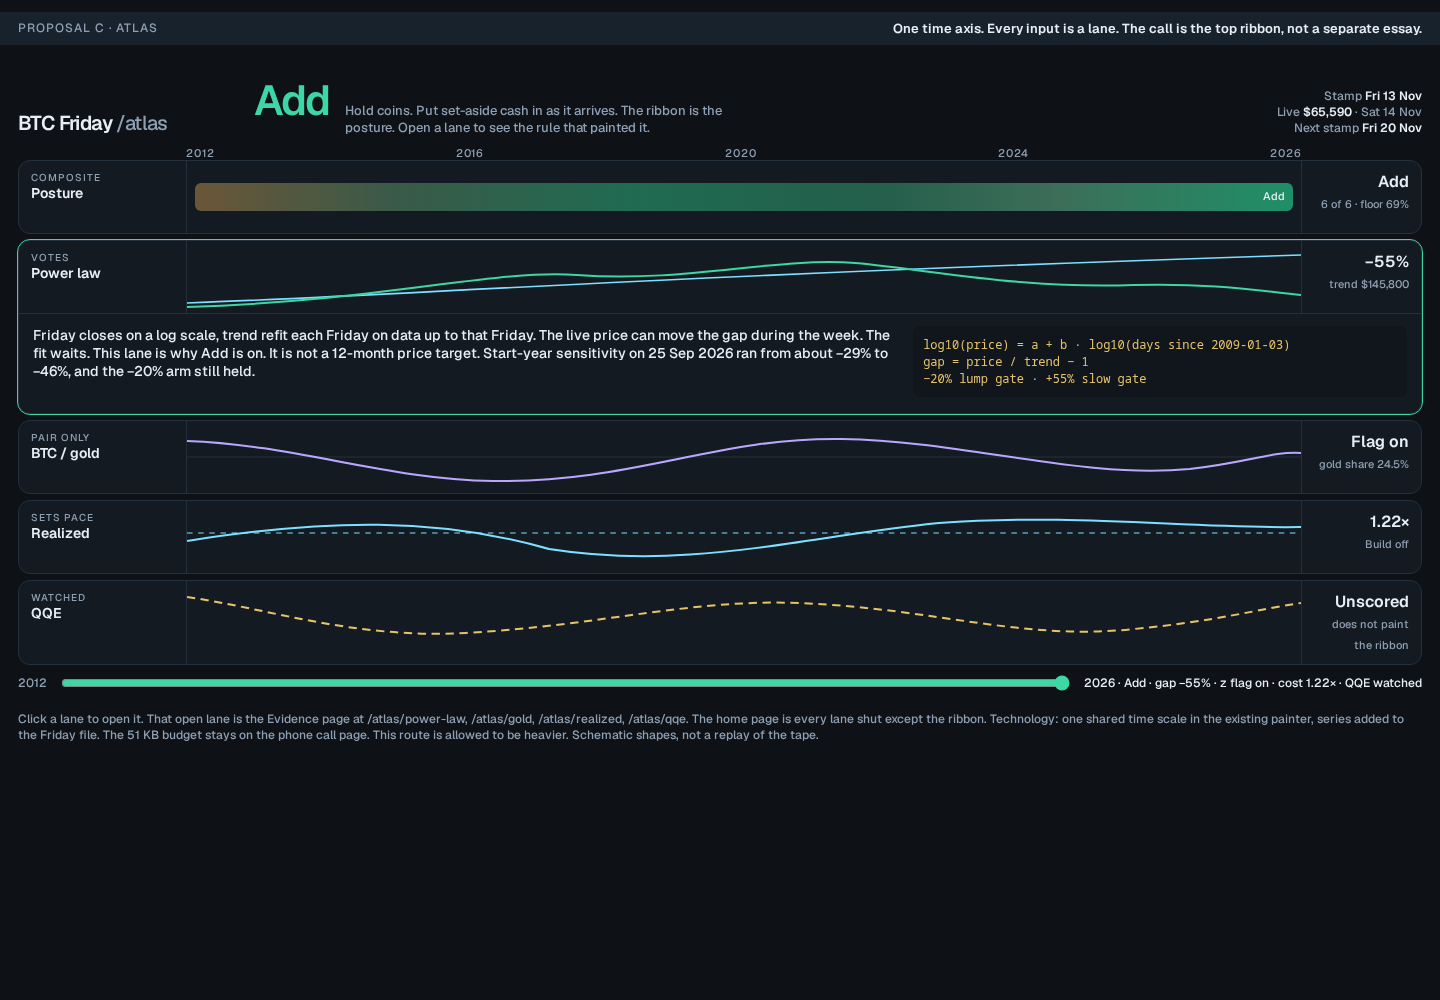 PROPOSAL C · ATLAS
One time axis. Every input is a lane. The call is the top ribbon, not a separate essay.
BTC Friday /atlas
Add
Hold coins. Put set-aside cash in as it arrives. The ribbon is the
posture. Open a lane to see the rule that painted it.
Stamp Fri 13 Nov
Live $65,590 · Sat 14 Nov
Next stamp Fri 20 Nov
2012 2016 2020 2024 2026
COMPOSITE
Posture
Add
Add
6 of 6 · floor 69%
VOTES
Power law
−55%
trend $145,800
Friday closes on a log scale, trend refit each Friday on data up to that Friday. The live price can move the gap during the week. The
fit waits. This lane is why Add is on. It is not a 12-month price target. Start-year sensitivity on 25 Sep 2026 ran from about −29% to
−46%, and the −20% arm still held.
log10(price) = a + b · log10(days since 2009-01-03)
gap = price / trend − 1
−20% lump gate · +55% slow gate
PAIR ONLY
BTC / gold
Flag on
gold share 24.5%
SETS PACE
Realized
1.22×
Build off
WATCHED
QQE
Unscored
does not paint
the ribbon
2012
2026 · Add · gap −55% · z flag on · cost 1.22× · QQE watched
Click a lane to open it. That open lane is the Evidence page at /atlas/power-law, /atlas/gold, /atlas/realized, /atlas/qqe. The home page is every lane shut except the ribbon. Technology: one shared time scale in the existing painter, series added to
the Friday file. The 51 KB budget stays on the phone call page. This route is allowed to be heavier. Schematic shapes, not a replay of the tape.